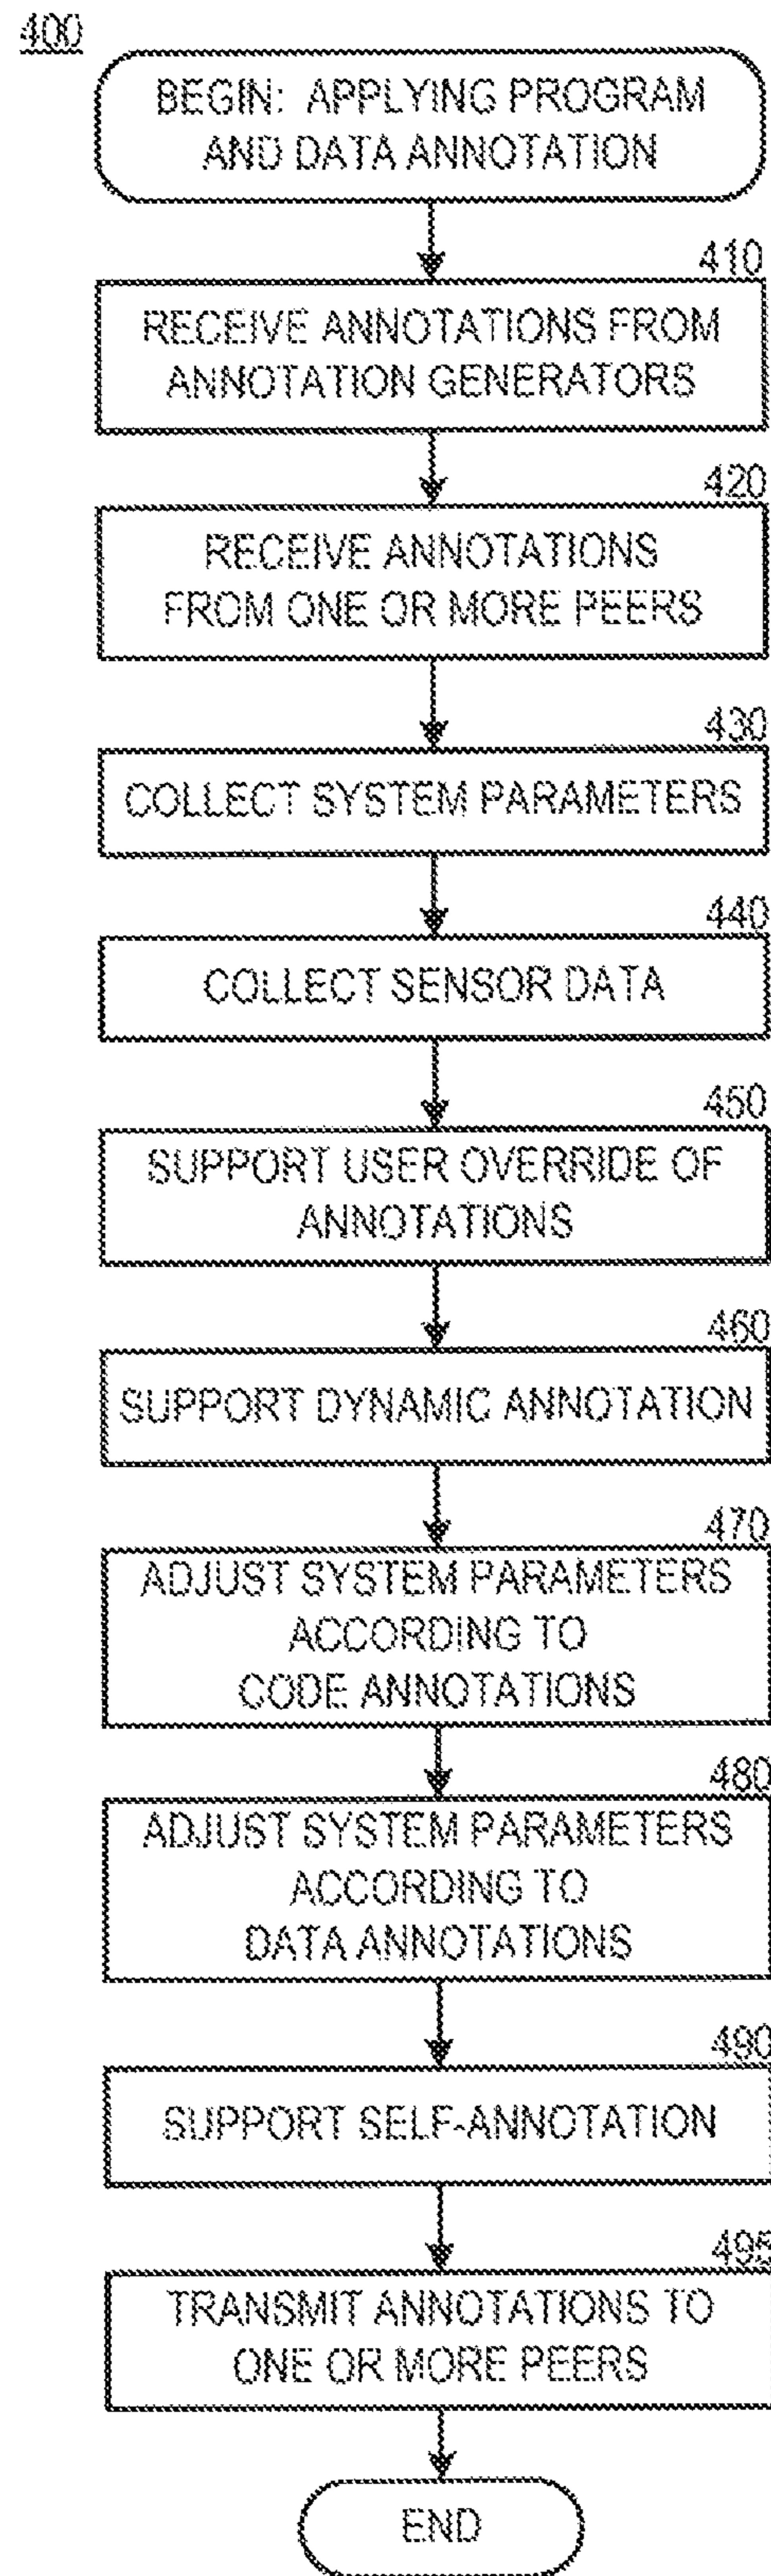 400
BEGIN: APPLYING PROGRAM
AND DATA ANNOTATION
410
RECEIVE ANNOTATIONS FROM
ANNOTATION GENERATORS
420
RECEIVE ANNOTATIONS
FROM ONE OR MORE PEERS
430
COLLECT SYSTEM PARAMETERS
440
COLLECT SENSOR DATA
450
SUPPORT USER OVERRIDE OF
ANNOTATIONS
460
SUPPORT DYNAMIC ANNOTATION
470
ADJUST SYSTEM PARAMETERS
ACCORDING TO
CODE ANNOTATIONS
480
ADJUST SYSTEM PARAMETERS
ACCORDING TO
DATA ANNOTATIONS
490
SUPPORT SELF-ANNOTATION
495
TRANSMIT ANNOTATIONS TO
ONE OR MORE PEERS
END